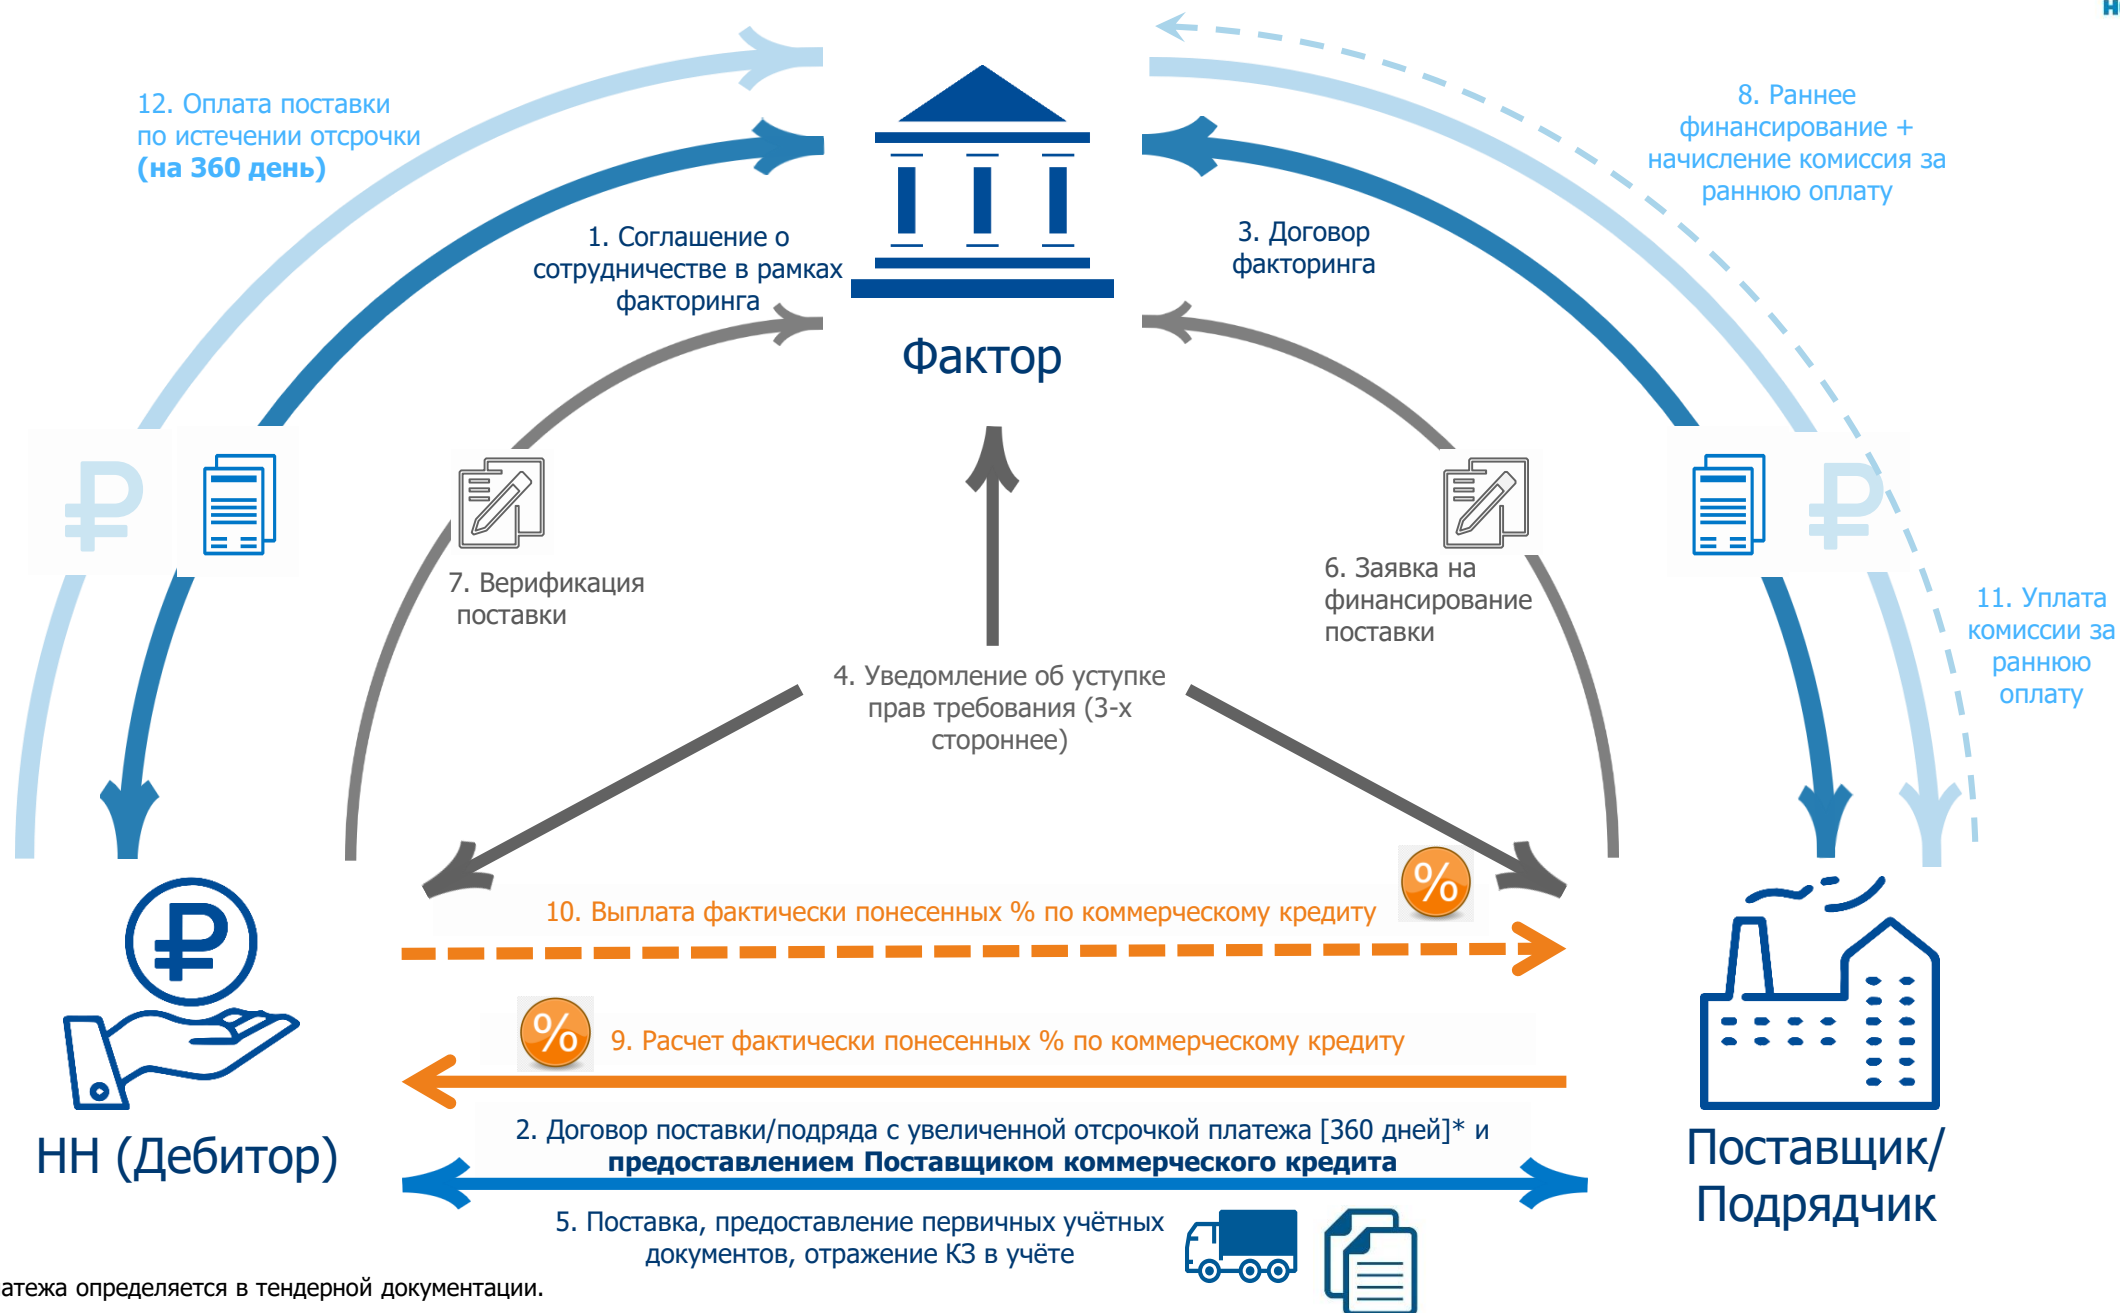 12. Оплата поставки
по истечении отсрочки
(на 360 день)
8. Раннее
финансирование +
начисление комиссия за
раннюю оплату
1. Соглашение о
сотрудничестве в рамках
факторинга
3. Договор
факторинга
Фактор
7. Верификация
поставки
6. Заявка на
финансирование
поставки
11. Уплата
комиссии за
раннюю
оплату
4. Уведомление об уступке
прав требования (3-х
стороннее)
10. Выплата фактически понесенных % по коммерческому кредиту
%
%
9. Расчет фактически понесенных % по коммерческому кредиту
2. Договор поставки/подряда с увеличенной отсрочкой платежа [360 дней]* и
предоставлением Поставщиком коммерческого кредита
НН (Дебитор)
Поставщик/
Подрядчик
5. Поставка, предоставление первичных учётных
документов, отражение КЗ в учёте
определяется в тендерной документации.